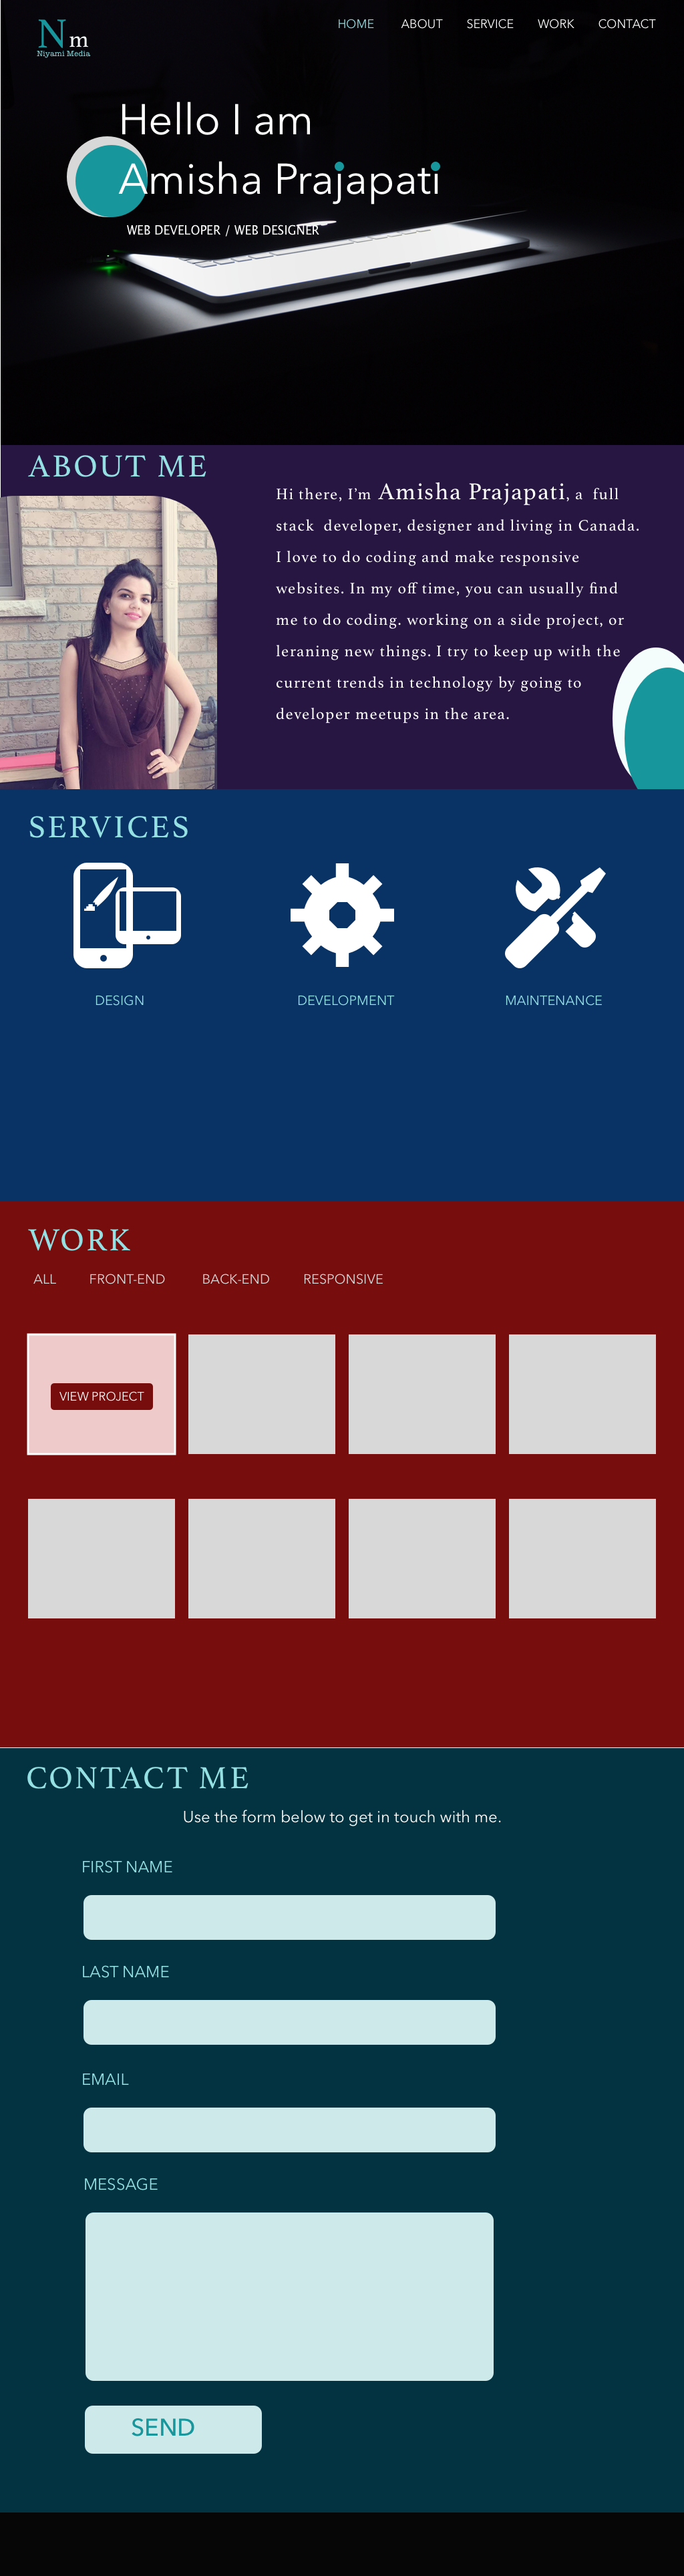 Nm
Niyami Media
HOME ABOUT SERVICE WORK CONTACT
Hello I am
Amisha Prajapati
WEB DEVELOPER / WEB DESIGNER
ABOUT ME
Hi there, I’m Amisha Prajapati, a full
stack developer, designer and living in Canada.
I love to do coding and make responsive
websites. In my off time, you can usually find
me to do coding. working on a side project, or
leraning new things. I try to keep up with the
current trends in technology by going to
developer meetups in the area.
SERVICES
DESIGN DEVELOPMENT MAINTENANCE
WORK
ALL FRONT-END BACK-END RESPONSIVE
VIEW PROJECT
CONTACT ME
Use the form below to get in touch with me.
FIRST NAME
LAST NAME
EMAIL
MESSAGE
SEND